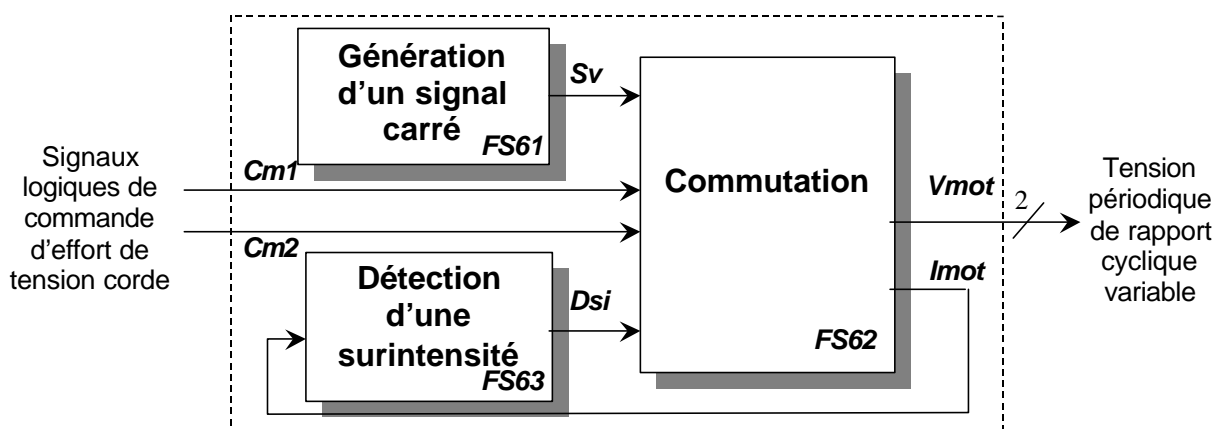 Génération
d'un signal
carré
FS61
Sv
Signaux
logiques de
commande
d'effort de
tension corde
Cm1
Cm2
Commutation
FS62
Détection
d'une
surintensité
FS63
Dsi
Vmot
2
Imot
Tension
périodique
de rapport
cyclique
variable